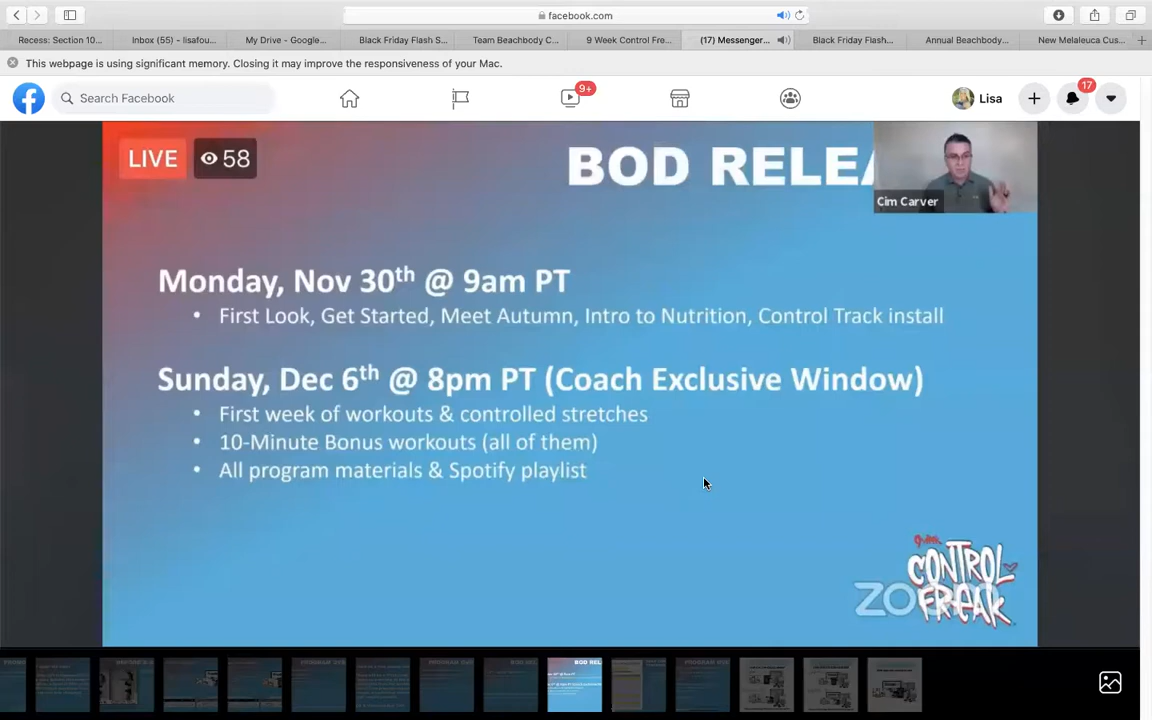 facebook.com
Recess: Section 10...
Inbox (55) – lisafou...
My Drive - Google...
Black Friday Flash S...
Team Beachbody C...
9 Week Control Fre...
(17) Messenger...
Black Friday Flash...
Annual Beachbody...
New Melaleuca Cus...
This webpage is using significant memory. Closing it may improve the responsiveness of your Mac.
Search Facebook
9+
Lisa
17
LIVE
58
BOD RELEA
Cim Carver
Monday, Nov 30th @ 9am PT
• First Look, Get Started, Meet Autumn, Intro to Nutrition, Control Track install
Sunday, Dec 6th @ 8pm PT (Coach Exclusive Window)
• First week of workouts & controlled stretches
• 10-Minute Bonus workouts (all of them)
• All program materials & Spotify playlist
CONTROL
FREAK